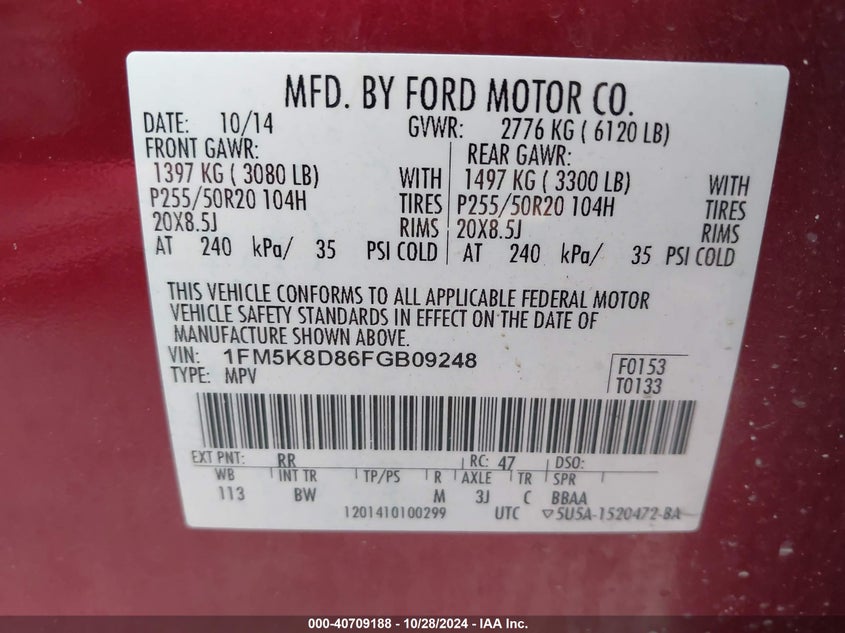 MFD. BY FORD MOTOR CO.
DATE: 10/14 GVWR: 2776 KG ( 6120 LB)
FRONT GAWR: REAR GAWR:
1397 KG ( 3080 LB) WITH 1497 KG ( 3300 LB) WITH
P255/50R20 104H TIRES P255/50R20 104H TIRES
20X8.5J RIMS 20X8.5J RIMS
AT 240 kPa/ 35 PSI COLD AT 240 kPa/ 35 PSI COLD
THIS VEHICLE CONFORMS TO ALL APPLICABLE FEDERAL MOTOR
VEHICLE SAFETY STANDARDS IN EFFECT ON THE DATE OF
MANUFACTURE SHOWN ABOVE.
VIN: 1FM5K8D86FGB09248 F0153
TYPE: MPV T0133
EXT PNT: RR RC: 47 DSO:
WB INT TR TP/PS R AXLE TR SPR
113 BW M 3J C BBAA
1201410100299 UTC ▽5U5A-1520472-BA
000-40709188 - 10/28/2024 - IAA Inc.